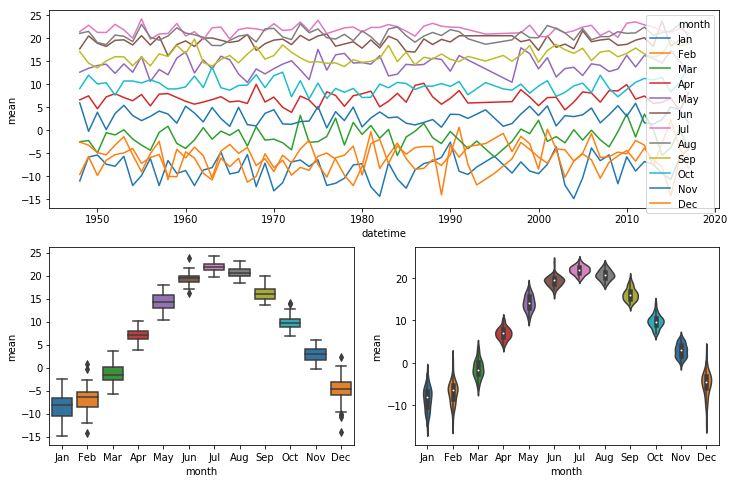 25
20
15
10
5
0
−5
−10
−15
mean
1950
1960
1970
1980
1990
2000
2010
2020
datetime
month
Jan
Feb
Mar
Apr
May
Jun
Jul
Aug
Sep
Oct
Nov
Dec
25
20
15
10
5
0
−5
−10
−15
mean
Jan Feb Mar Apr May Jun Jul Aug Sep Oct Nov Dec
month
20
10
0
−10
mean
Jan Feb Mar Apr May Jun Jul Aug Sep Oct Nov Dec
month